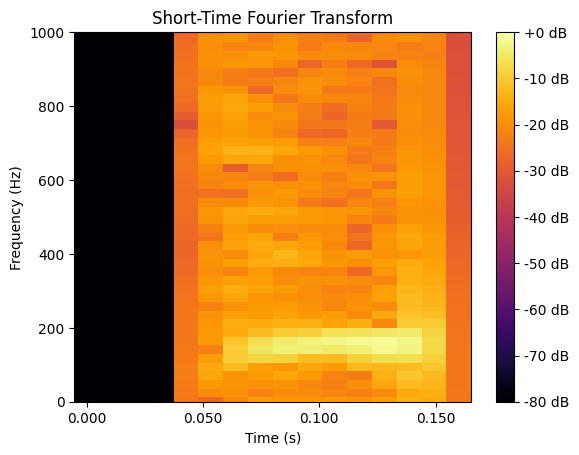 Short-Time Fourier Transform
1000
800
600
400
200
0
Frequency (Hz)
0.000
0.050
0.100
0.150
Time (s)
+0 dB
-10 dB
-20 dB
-30 dB
-40 dB
-50 dB
-60 dB
-70 dB
-80 dB